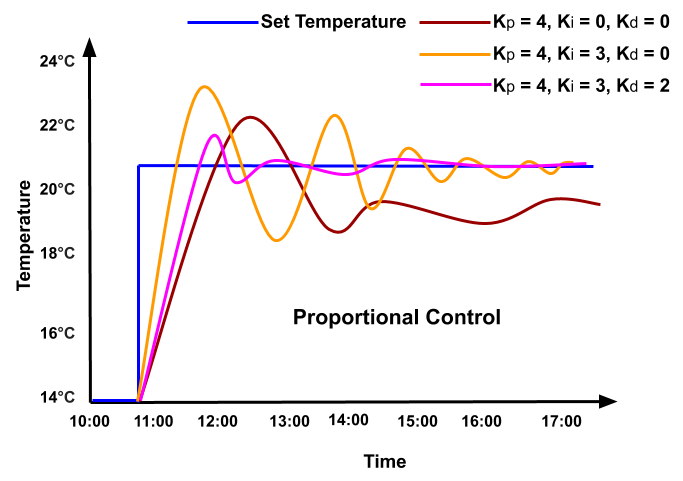 Set Temperature
Kp = 4, Ki = 0, Kd = 0
Kp = 4, Ki = 3, Kd = 0
Kp = 4, Ki = 3, Kd = 2
24°C
22°C
20°C
18°C
16°C
14°C
Temperature
Proportional Control
10:00 11:00 12:00 13:00 14:00 15:00 16:00 17:00
Time